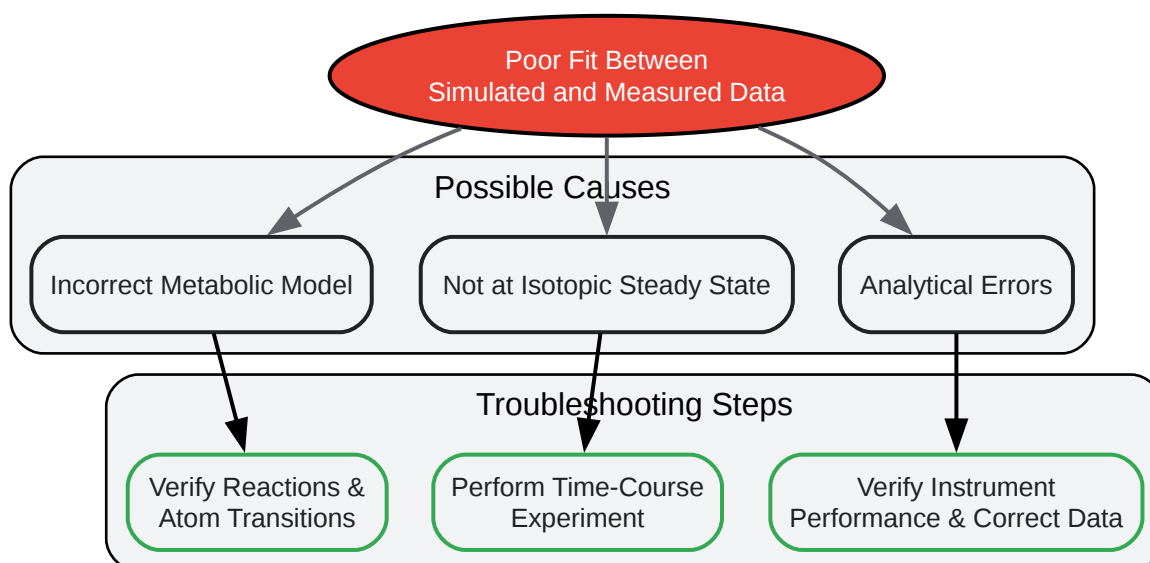 Poor Fit Between
Simulated and Measured Data
Possible Causes
Incorrect Metabolic Model
Not at Isotopic Steady State
Analytical Errors
Troubleshooting Steps
Verify Reactions &
Atom Transitions
Perform Time-Course
Experiment
Verify Instrument
Performance & Correct Data